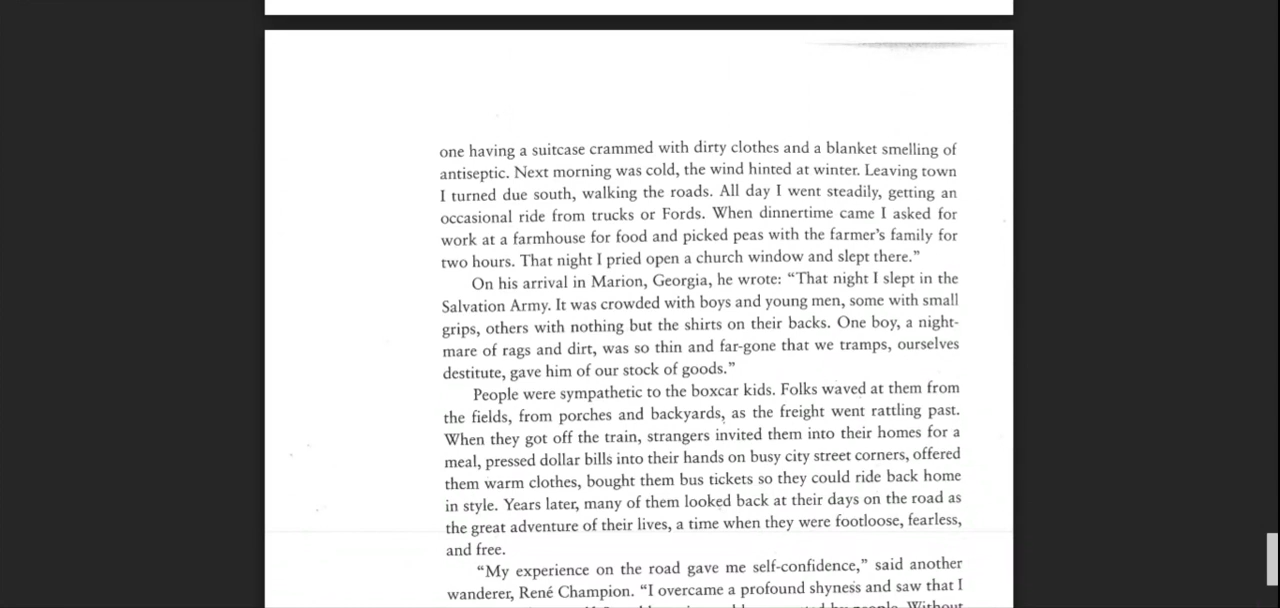 one having a suitcase crammed with dirty clothes and a blanket smelling of
antiseptic. Next morning was cold, the wind hinted at winter. Leaving town
I turned due south, walking the roads. All day I went steadily, getting an
occasional ride from trucks or Fords. When dinnertime came I asked for
work at a farmhouse for food and picked peas with the farmer's family for
two hours. That night I pried open a church window and slept there."
On his arrival in Marion, Georgia, he wrote: "That night I slept in the
Salvation Army. It was crowded with boys and young men, some with small
grips, others with nothing but the shirts on their backs. One boy, a night-
mare of rags and dirt, was so thin and far-gone that we tramps, ourselves
destitute, gave him of our stock of goods."
People were sympathetic to the boxcar kids. Folks waved at them from
the fields, from porches and backyards, as the freight went rattling past.
When they got off the train, strangers invited them into their homes for a
meal, pressed dollar bills into their hands on busy city street corners, offered
them warm clothes, bought them bus tickets so they could ride back home
in style. Years later, many of them looked back at their days on the road as
the great adventure of their lives, a time when they were footloose, fearless,
and free.
"My experience on the road gave me self-confidence," said another
wanderer, René Champion. "I overcame a profound shyness and saw that I
by people. Without